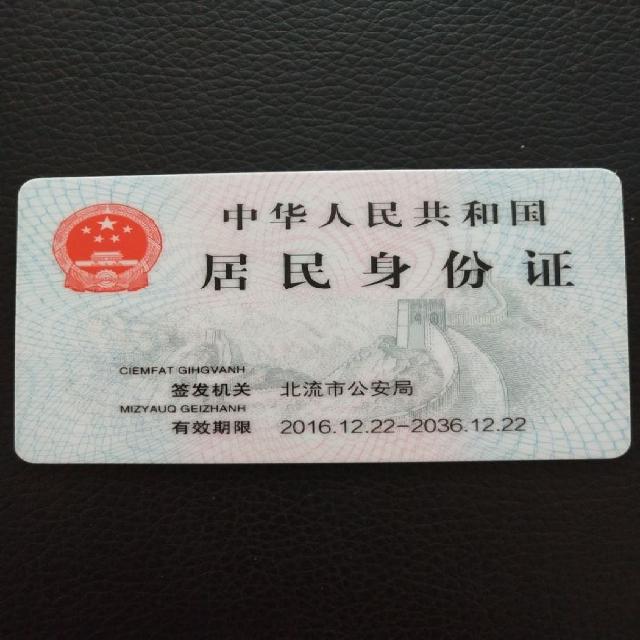 中华人民共和国
居民身份证
CIEMFAT GIHGVANH
签发机关 北流市公安局
MIZYAUQ GEIZHANH
有效期限 2016.12.22-2036.12.22